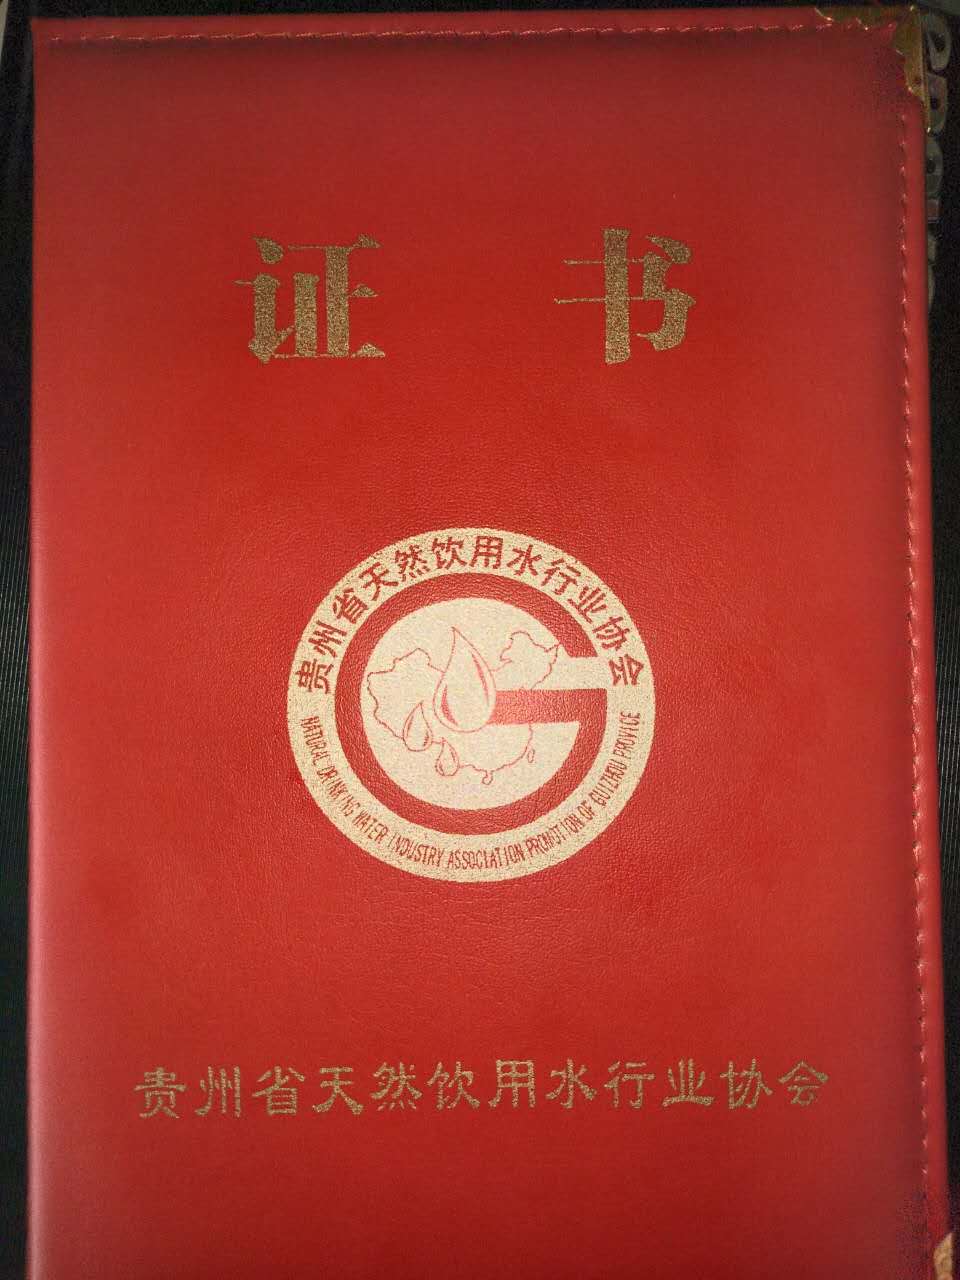 证 书
贵州省天然饮用水行业协会
NATURAL DRINKING WATER INDUSTRY ASSOCIATION PROMOTION OF GUIZHOU PROVICE
贵州省天然饮用水行业协会